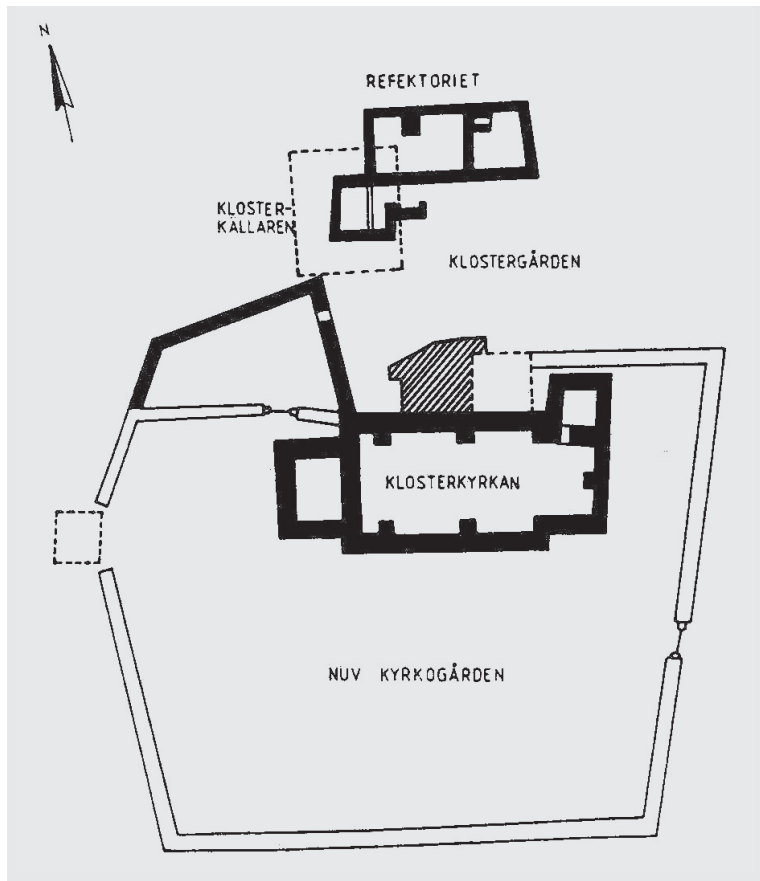 N
REFEKTORIET
KLOSTER-
KÄLLAREN
KLOSTERGÅRDEN
KLOSTERKYRKAN
NUV KYRKOGÅRDEN